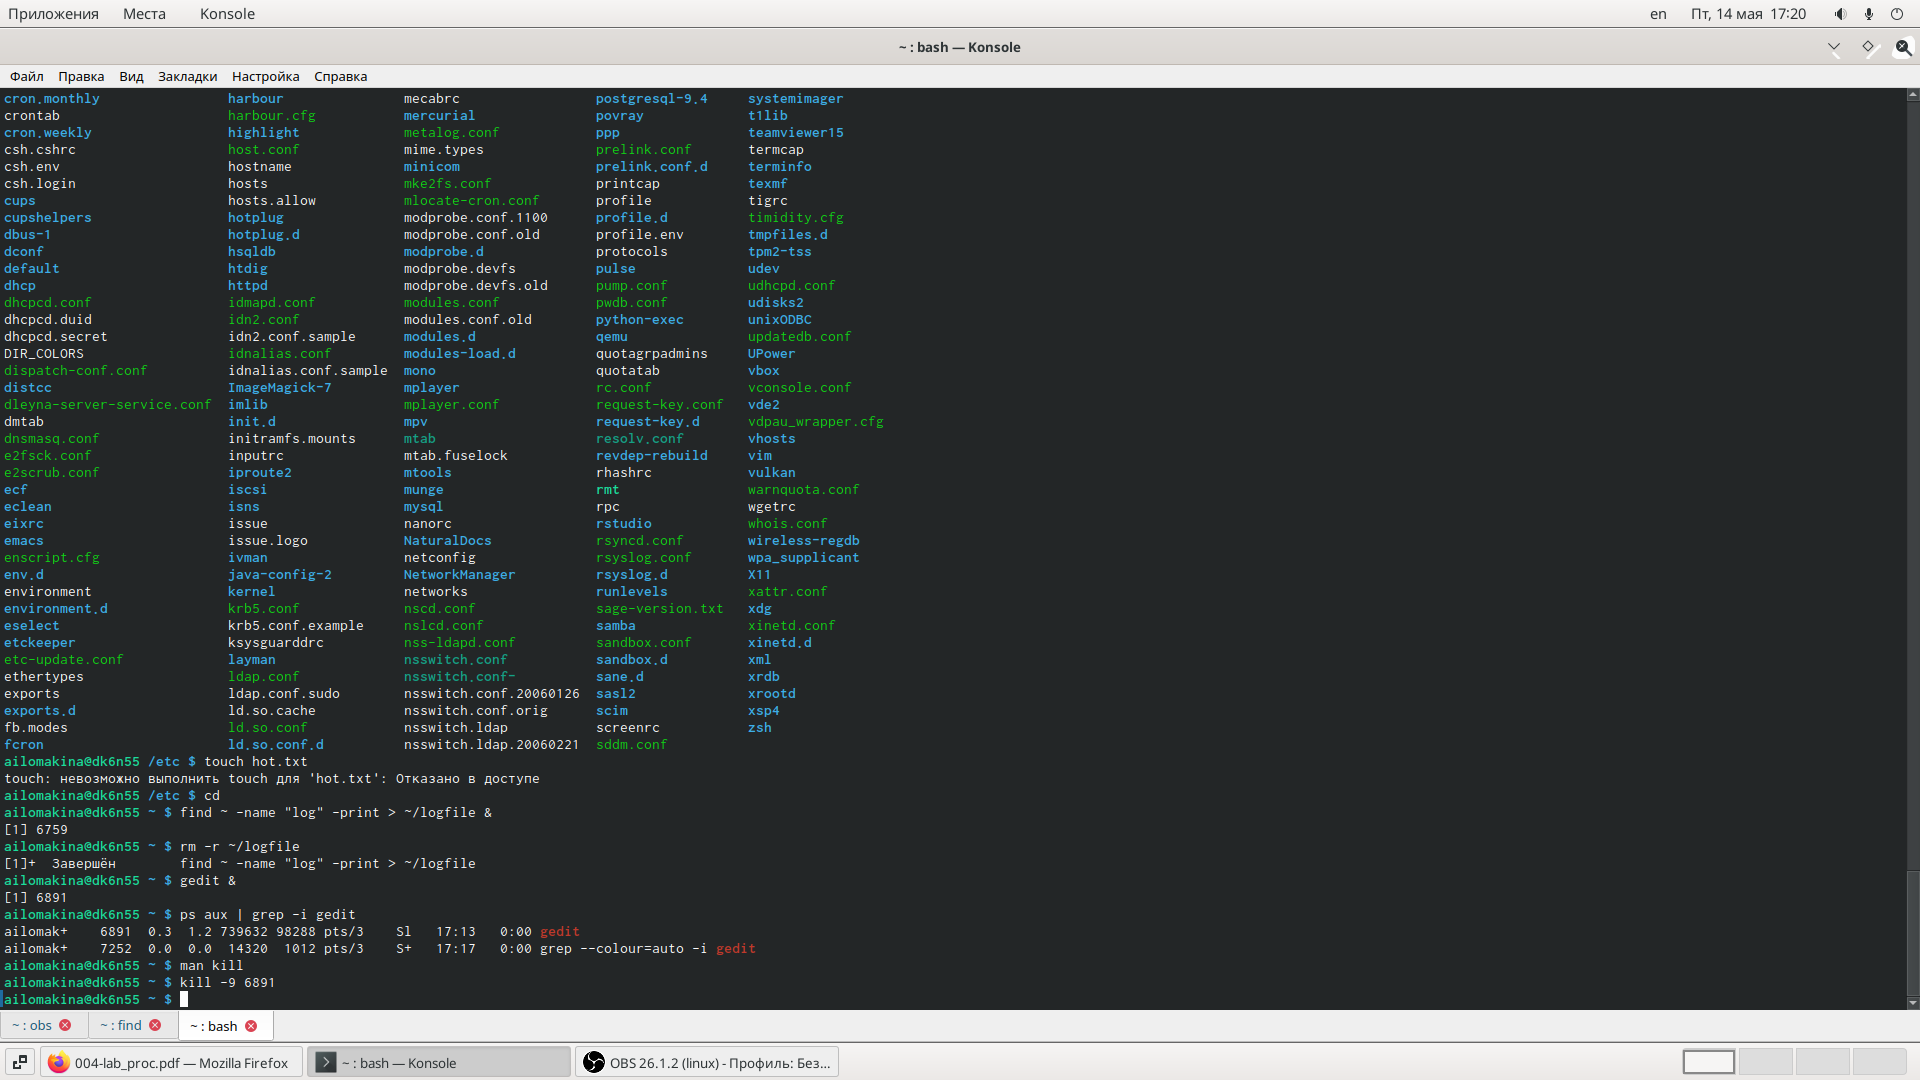 Приложения Места Konsole en Пт, 14 мая 17:20
~ : bash — Konsole
Файл Правка Вид Закладки Настройка Справка
cron.monthly harbour mecabrc postgresql-9.4 systemimager
crontab harbour.cfg mercurial povray t1lib
cron.weekly highlight metalog.conf ppp teamviewer15
csh.cshrc host.conf mime.types prelink.conf termcap
csh.env hostname minicom prelink.conf.d terminfo
csh.login hosts mke2fs.conf printcap texmf
cups hosts.allow mlocate-cron.conf profile tigrc
cupshelpers hotplug modprobe.conf.1100 profile.d timidity.cfg
dbus-1 hotplug.d modprobe.conf.old profile.env tmpfiles.d
dconf hsqldb modprobe.d protocols tpm2-tss
default htdig modprobe.devfs pulse udev
dhcp httpd modprobe.devfs.old pump.conf udhcpd.conf
dhcpcd.conf idmapd.conf modules.conf pwdb.conf udisks2
dhcpcd.duid idn2.conf modules.conf.old python-exec unixODBC
dhcpcd.secret idn2.conf.sample modules.d qemu updatedb.conf
DIR_COLORS idnalias.conf modules-load.d quotagrpadmins UPower
dispatch-conf.conf idnalias.conf.sample mono quotatab vbox
distcc ImageMagick-7 mplayer rc.conf vconsole.conf
dleyna-server-service.conf imlib mplayer.conf request-key.conf vde2
dmtab init.d mpv request-key.d vdpau_wrapper.cfg
dnsmasq.conf initramfs.mounts mtab resolv.conf vhosts
e2fsck.conf inputrc mtab.fuselock revdep-rebuild vim
e2scrub.conf iproute2 mtools rhashrc vulkan
ecf iscsi munge rmt warnquota.conf
eclean isns mysql rpc wgetrc
eixrc issue nanorc rstudio whois.conf
emacs issue.logo NaturalDocs rsyncd.conf wireless-regdb
enscript.cfg ivman netconfig rsyslog.conf wpa_supplicant
env.d java-config-2 NetworkManager rsyslog.d X11
environment kernel networks runlevels xattr.conf
environment.d krb5.conf nscd.conf sage-version.txt xdg
eselect krb5.conf.example nslcd.conf samba xinetd.conf
etckeeper ksysguarddrc nss-ldapd.conf sandbox.conf xinetd.d
etc-update.conf layman nsswitch.conf sandbox.d xml
ethertypes ldap.conf nsswitch.conf- sane.d xrdb
exports ldap.conf.sudo nsswitch.conf.20060126 sasl2 xrootd
exports.d ld.so.cache nsswitch.conf.orig scim xsp4
fb.modes ld.so.conf nsswitch.ldap screenrc zsh
fcron ld.so.conf.d nsswitch.ldap.20060221 sddm.conf
ailomakina@dk6n55 /etc $ touch hot.txt
touch: невозможно выполнить touch для 'hot.txt': Отказано в доступе
ailomakina@dk6n55 /etc $ cd
ailomakina@dk6n55 ~ $ find ~ -name "log" -print > ~/logfile &
[1] 6759
ailomakina@dk6n55 ~ $ rm -r ~/logfile
[1]+ Завершён find ~ -name "log" -print > ~/logfile
ailomakina@dk6n55 ~ $ gedit &
[1] 6891
ailomakina@dk6n55 ~ $ ps aux | grep -i gedit
ailomak+ 6891 0.3 1.2 739632 98288 pts/3 Sl 17:13 0:00 gedit
ailomak+ 7252 0.0 0.0 14320 1012 pts/3 S+ 17:17 0:00 grep --colour=auto -i gedit
ailomakina@dk6n55 ~ $ man kill
ailomakina@dk6n55 ~ $ kill -9 6891
ailomakina@dk6n55 ~ $
~ : obs ~ : find ~ : bash
004-lab_proc.pdf — Mozilla Firefox ~ : bash — Konsole OBS 26.1.2 (linux) - Профиль: Без...